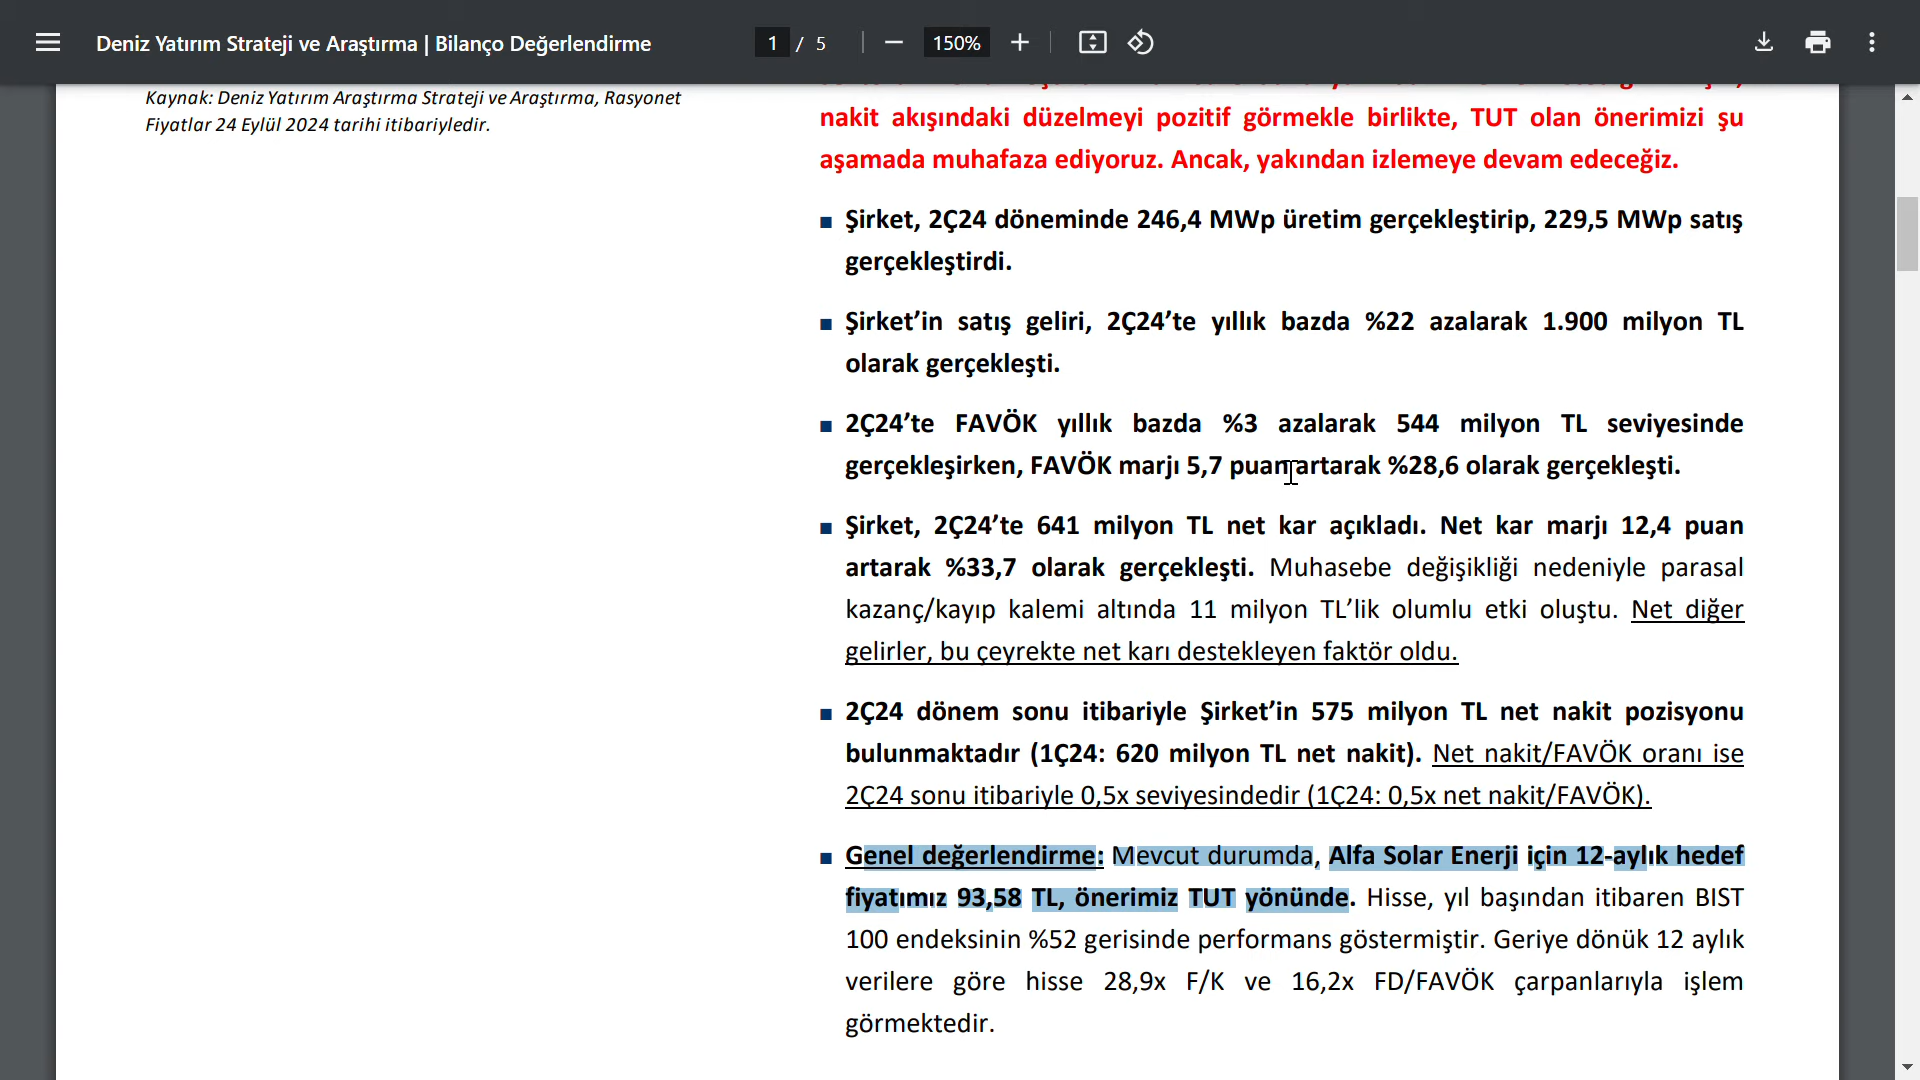 Deniz Yatırım Strateji ve Araştırma | Bilanço Değerlendirme
1 / 5
150%
Kaynak: Deniz Yatırım Araştırma Strateji ve Araştırma, Rasyonet
Fiyatlar 24 Eylül 2024 tarihi itibariyledir.
nakit akışındaki düzelmeyi pozitif görmekle birlikte, TUT olan önerimizi şu
aşamada muhafaza ediyoruz. Ancak, yakından izlemeye devam edeceğiz.
Şirket, 2Ç24 döneminde 246,4 MWp üretim gerçekleştirip, 229,5 MWp satış
gerçekleştirdi.
Şirket’in satış geliri, 2Ç24’te yıllık bazda %22 azalarak 1.900 milyon TL
olarak gerçekleşti.
2Ç24’te FAVÖK yıllık bazda %3 azalarak 544 milyon TL seviyesinde
gerçekleşirken, FAVÖK marjı 5,7 puan artarak %28,6 olarak gerçekleşti.
Şirket, 2Ç24’te 641 milyon TL net kar açıkladı. Net kar marjı 12,4 puan
artarak %33,7 olarak gerçekleşti. Muhasebe değişikliği nedeniyle parasal
kazanç/kayıp kalemi altında 11 milyon TL’lik olumlu etki oluştu. Net diğer
gelirler, bu çeyrekte net karı destekleyen faktör oldu.
2Ç24 dönem sonu itibariyle Şirket’in 575 milyon TL net nakit pozisyonu
bulunmaktadır (1Ç24: 620 milyon TL net nakit). Net nakit/FAVÖK oranı ise
2Ç24 sonu itibariyle 0,5x seviyesindedir (1Ç24: 0,5x net nakit/FAVÖK).
Genel değerlendirme: Mevcut durumda, Alfa Solar Enerji için 12-aylık hedef
fiyatımız 93,58 TL, önerimiz TUT yönünde. Hisse, yıl başından itibaren BIST
100 endeksinin %52 gerisinde performans göstermiştir. Geriye dönük 12 aylık
verilere göre hisse 28,9x F/K ve 16,2x FD/FAVÖK çarpanlarıyla işlem
görmektedir.